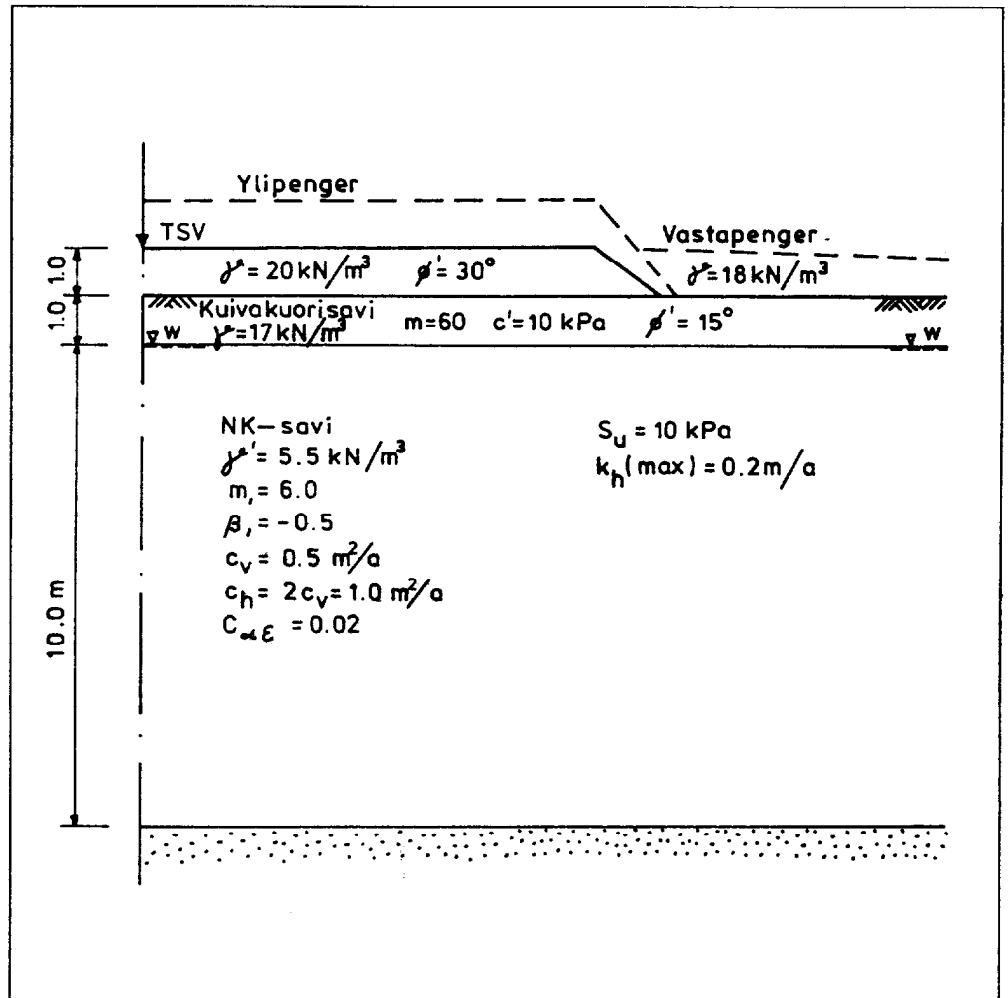 Ylipenger
TSV
Vastapenger
1.0
γ = 20 kN/m³ ϕ' = 30°
γ = 18 kN/m³
1.0
Kuivakuorisavi
γ = 17 kN/m³
m = 60 c' = 10 kPa ϕ' = 15°
W
W
10.0 m
NK-savi
γ' = 5.5 kN/m³
m₁ = 6.0
β₁ = -0.5
c_v = 0.5 m²/a
c_h = 2c_v = 1.0 m²/a
C_αε = 0.02
S_u = 10 kPa
k_h (max) = 0.2 m/a